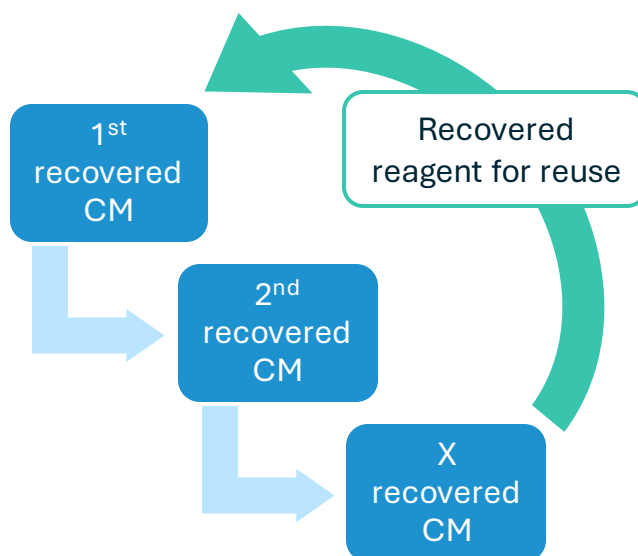 1st
recovered
CM
Recovered
reagent for reuse
2nd
recovered
CM
X
recovered
CM